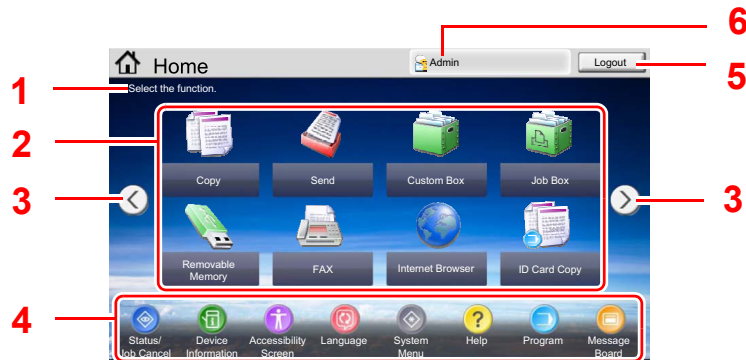 6
Home
Admin
Logout
5
1
Select the function.
2
Copy
Send
Custom Box
Job Box
3
3
Removable
Memory
FAX
Internet Browser
ID Card Copy
4
Status/
Job Cancel
Device
Information
Accessibility
Screen
Language
System
Menu
Help
Program
Message
Board